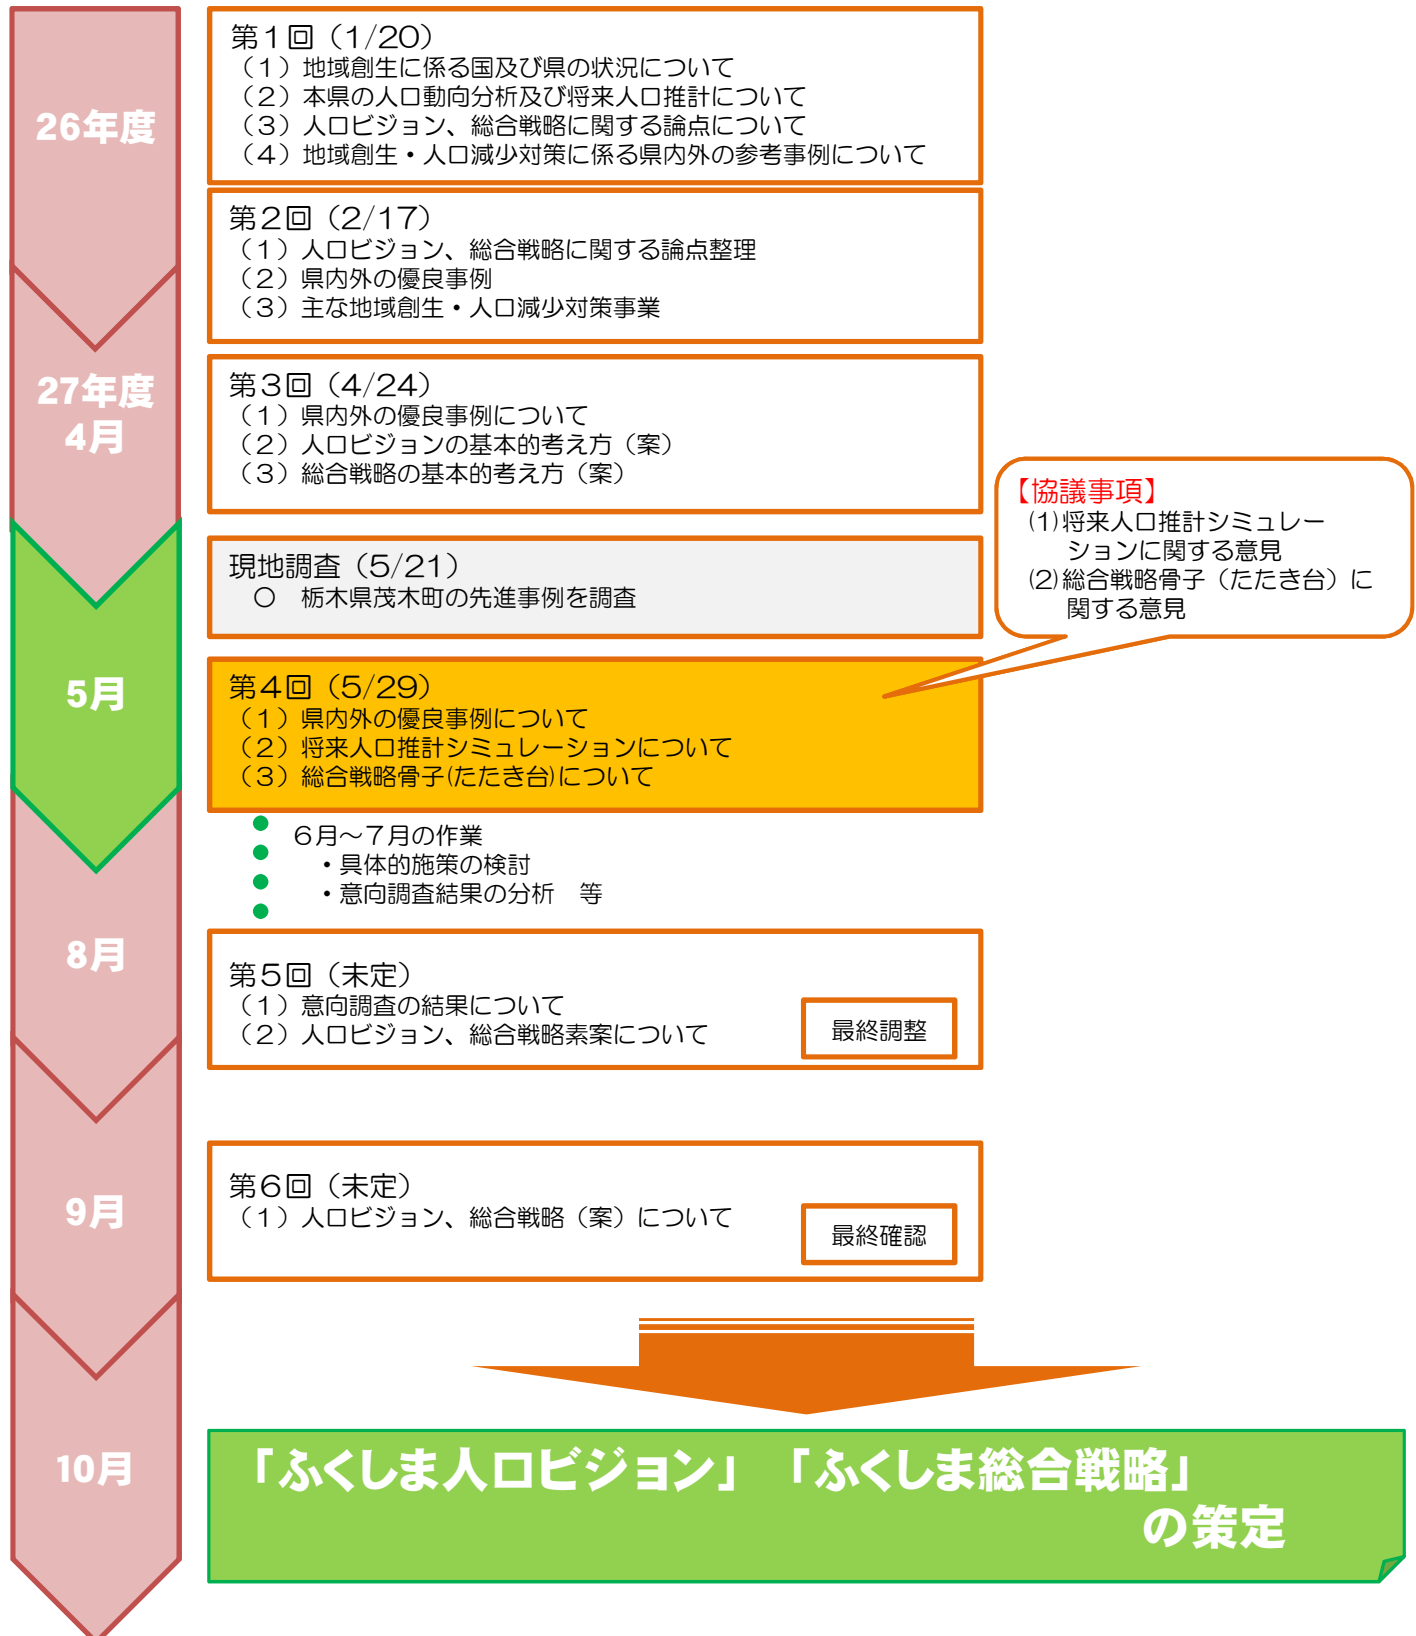 26年度
第1回（1/20）
（1）地域創生に係る国及び県の状況について
（2）本県の人口動向分析及び将来人口推計について
（3）人口ビジョン、総合戦略に関する論点について
（4）地域創生・人口減少対策に係る県内外の参考事例について
第2回（2/17）
（1）人口ビジョン、総合戦略に関する論点整理
（2）県内外の優良事例
（3）主な地域創生・人口減少対策事業
27年度
4月
第3回（4/24）
（1）県内外の優良事例について
（2）人口ビジョンの基本的考え方（案）
（3）総合戦略の基本的考え方（案）
【協議事項】
(1)将来人口推計シミュレー
ションに関する意見
(2)総合戦略骨子（たたき台）に
関する意見
現地調査（5/21）
○　栃木県茂木町の先進事例を調査
5月
第4回（5/29）
（1）県内外の優良事例について
（2）将来人口推計シミュレーションについて
（3）総合戦略骨子(たたき台)について
6月～7月の作業
・具体的施策の検討
・意向調査結果の分析　等
8月
第5回（未定）
（1）意向調査の結果について
（2）人口ビジョン、総合戦略素案について
最終調整
9月
第6回（未定）
（1）人口ビジョン、総合戦略（案）について
最終確認
10月
「ふくしま人口ビジョン」「ふくしま総合戦略」
の策定